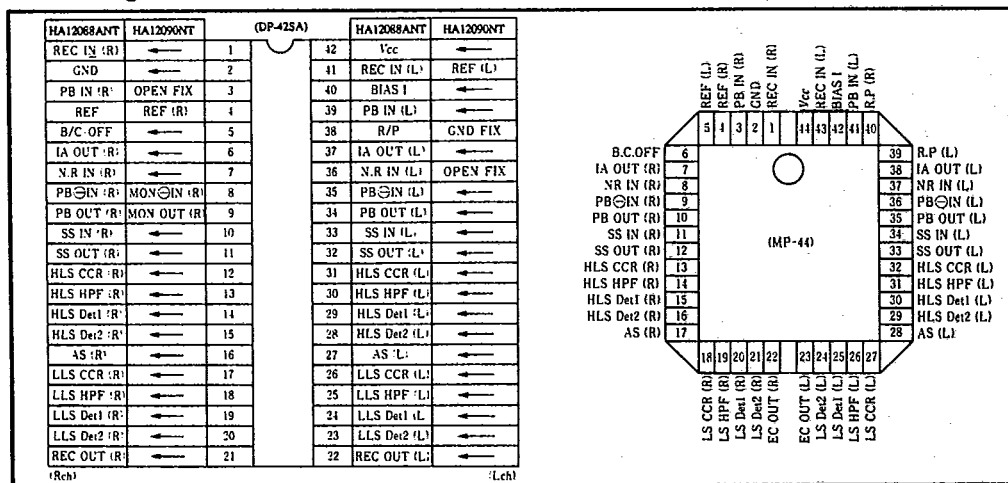 HA12088ANT HA12090NT (DP-42SA) HA12088ANT HA12090NT
REC IN (R) ← 1 42 Vcc ←
GND ← 2 41 REC IN (L) REF (L)
PB IN (R) OPEN FIX 3 40 BIAS I ←
REF REF (R) 4 39 PB IN (L) ←
B/C-OFF ← 5 38 R/P GND FIX
IA OUT (R) ← 6 37 IA OUT (L) ←
N.R IN (R) ← 7 36 N.R IN (L) OPEN FIX
PB⊖IN (R) MON⊖IN (R) 8 35 PB⊖IN (L) ←
PB OUT (R) MON OUT (R) 9 34 PB OUT (L) ←
SS IN (R) ← 10 33 SS IN (L) ←
SS OUT (R) ← 11 32 SS OUT (L) ←
HLS CCR (R) ← 12 31 HLS CCR (L) ←
HLS HPF (R) ← 13 30 HLS HPF (L) ←
HLS Det1 (R) ← 14 29 HLS Det1 (L) ←
HLS Det2 (R) ← 15 28 HLS Det2 (L) ←
AS (R) ← 16 27 AS (L) ←
LLS CCR (R) ← 17 26 LLS CCR (L) ←
LLS HPF (R) ← 18 25 LLS HPF (L) ←
LLS Det1 (R) ← 19 24 LLS Det1 (L ←
LLS Det2 (R) ← 20 23 LLS Det2 (L) ←
REC OUT (R) ← 21 22 REC OUT (L) ←
(Rch) (Lch)
REF (L) REF (R) PB IN (R) GND REC IN (R) Vcc REC IN (L) BIAS I PB IN (L) R.P (R)
5 4 3 2 1 44 43 42 41 40
B.C.OFF 6 39 R.P (L)
IA OUT (R) 7 38 IA OUT (L)
NR IN (R) 8 37 NR IN (L)
PB⊖IN (R) 9 36 PB⊖IN (L)
PB OUT (R) 10 35 PB OUT (L)
SS IN (R) 11 34 SS IN (L)
SS OUT (R) 12 33 SS OUT (L)
HLS CCR (R) 13 32 HLS CCR (L)
HLS HPF (R) 14 31 HLS HPF (L)
HLS Det1 (R) 15 30 HLS Det1 (L)
HLS Det2 (R) 16 29 HLS Det2 (L)
AS (R) 17 28 AS (L)
(MP-44)
18 19 20 21 22 23 24 25 26 27
LS CCR (R) LS HPF (R) LS Det1 (R) LS Det2 (R) EC OUT (R) EC OUT (L) LS Det2 (L) LS Det1 (L) LS HPF (L) LS CCR (L)